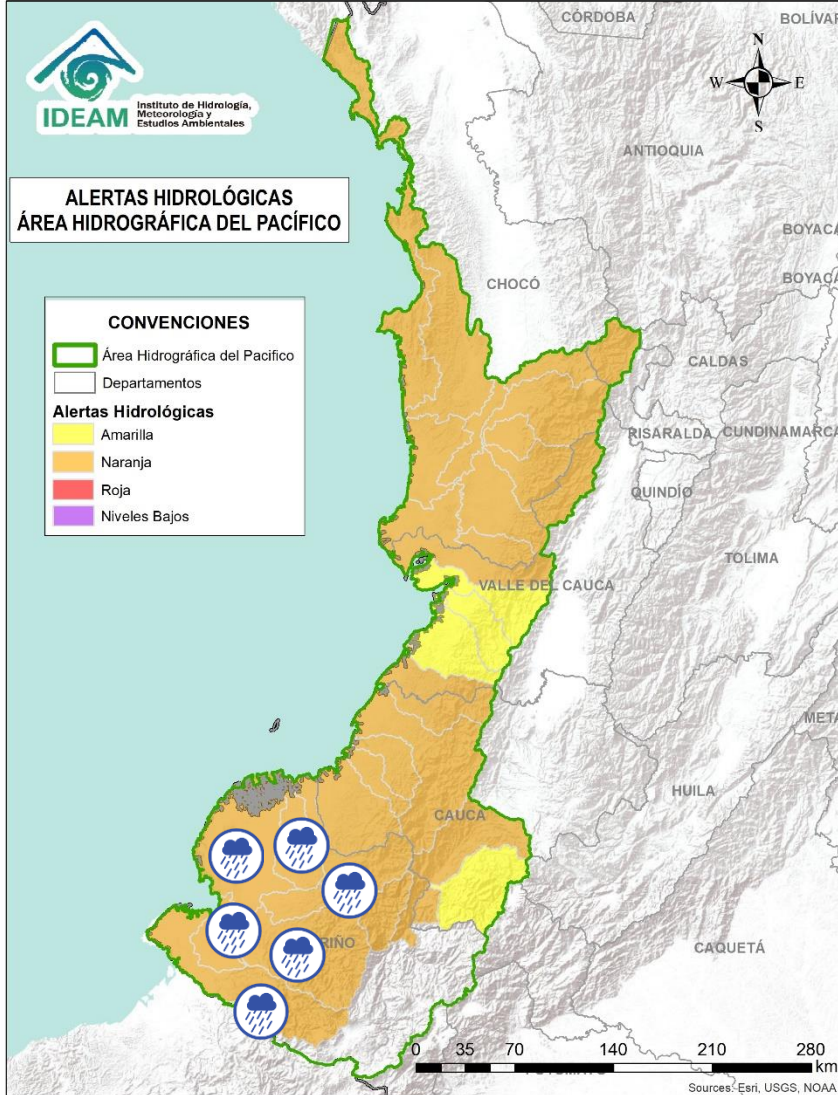 IDEAM
Instituto de Hidrología,
Meteorología y
Estudios Ambientales
CÓRDOBA
BOLÍVAR
N
W
E
S
ANTIOQUIA
ALERTAS HIDROLÓGICAS
ÁREA HIDROGRÁFICA DEL PACÍFICO
BOYACÁ
CHOCÓ
BOYACÁ
CONVENCIONES
Área Hidrográfica del Pacifico
Departamentos
Alertas Hidrológicas
Amarilla
Naranja
Roja
Niveles Bajos
CALDAS
RISARALDA
CUNDINAMARCA
QUINDÍO
TOLIMA
VALLE DEL CAUCA
META
HUILA
CAUCA
RIÑO
CAQUETÁ
0 35 70 140 210 280
km
Sources: Esri, USGS, NOAA